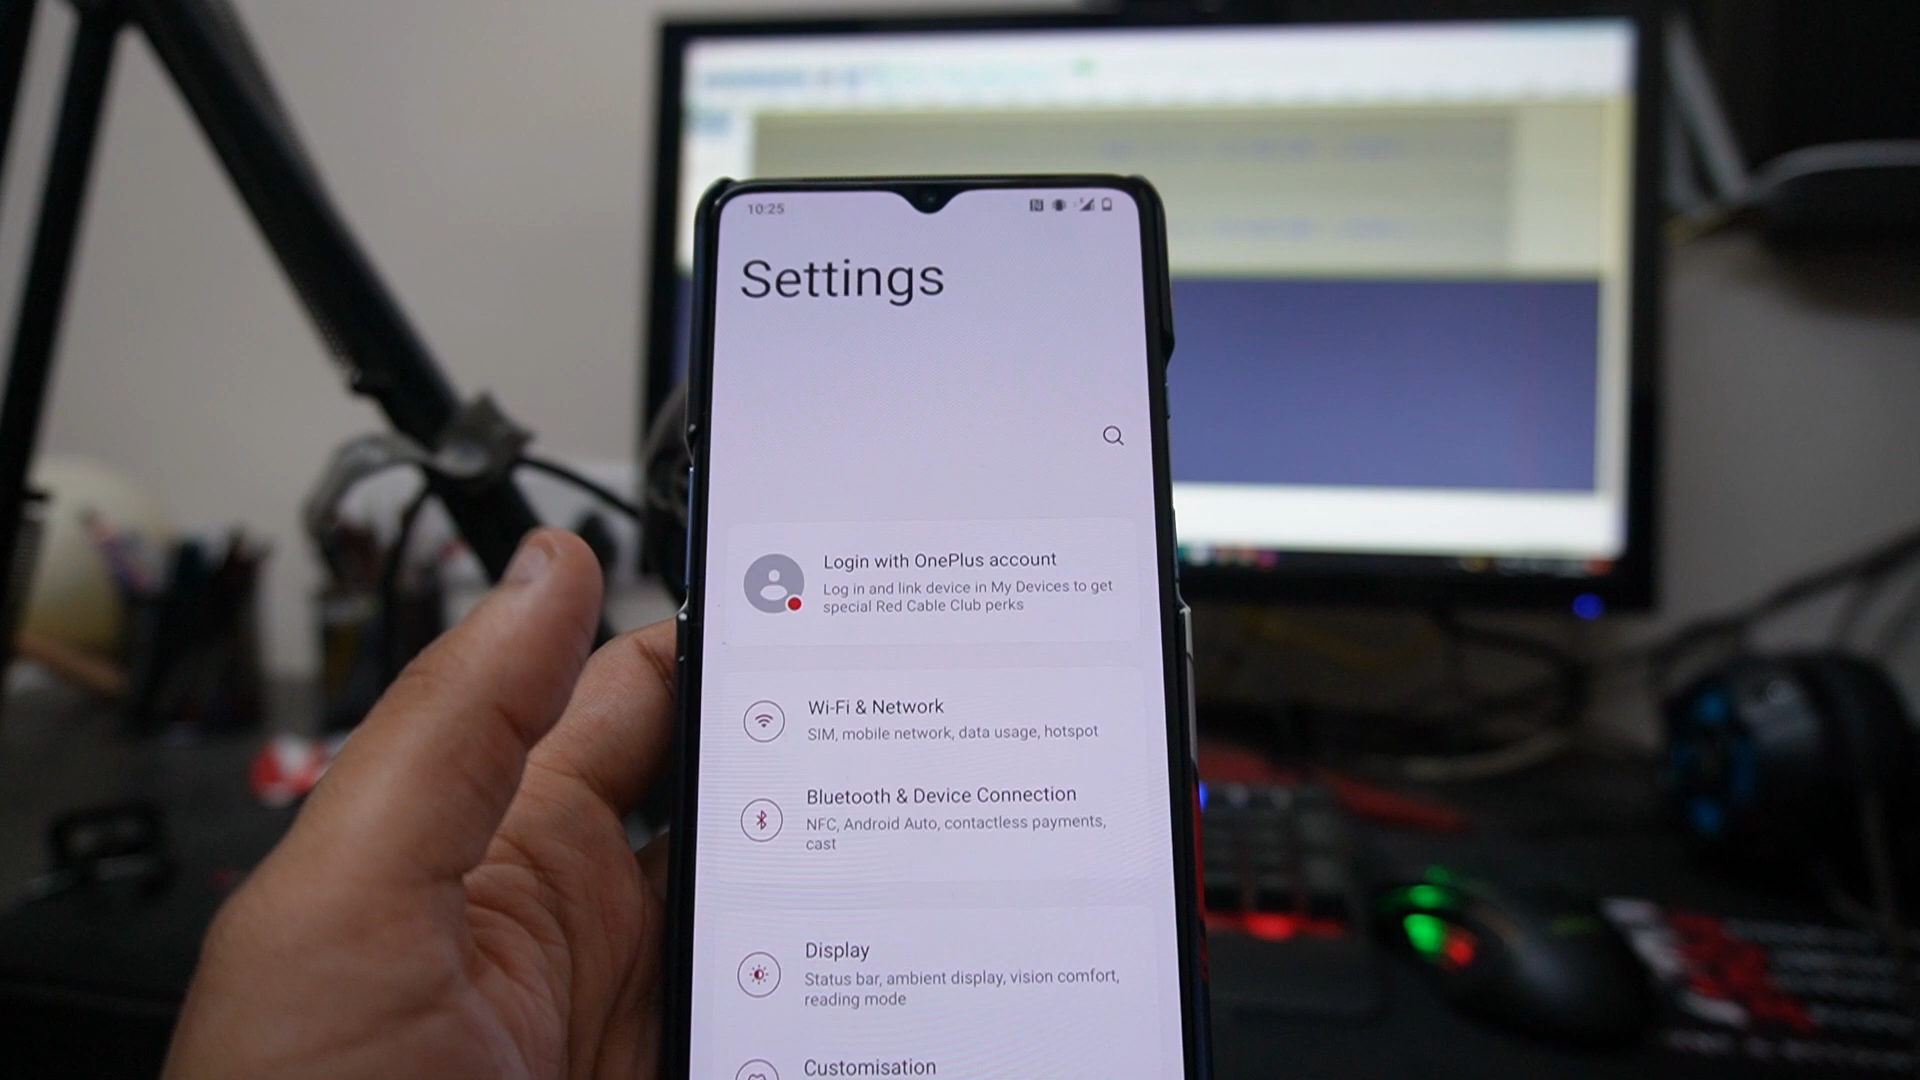 10:25
Settings
Login with OnePlus account
Log in and link device in My Devices to get
special Red Cable Club perks
Wi-Fi & Network
SIM, mobile network, data usage, hotspot
Bluetooth & Device Connection
NFC, Android Auto, contactless payments,
cast
Display
Status bar, ambient display, vision comfort,
reading mode
Customisation